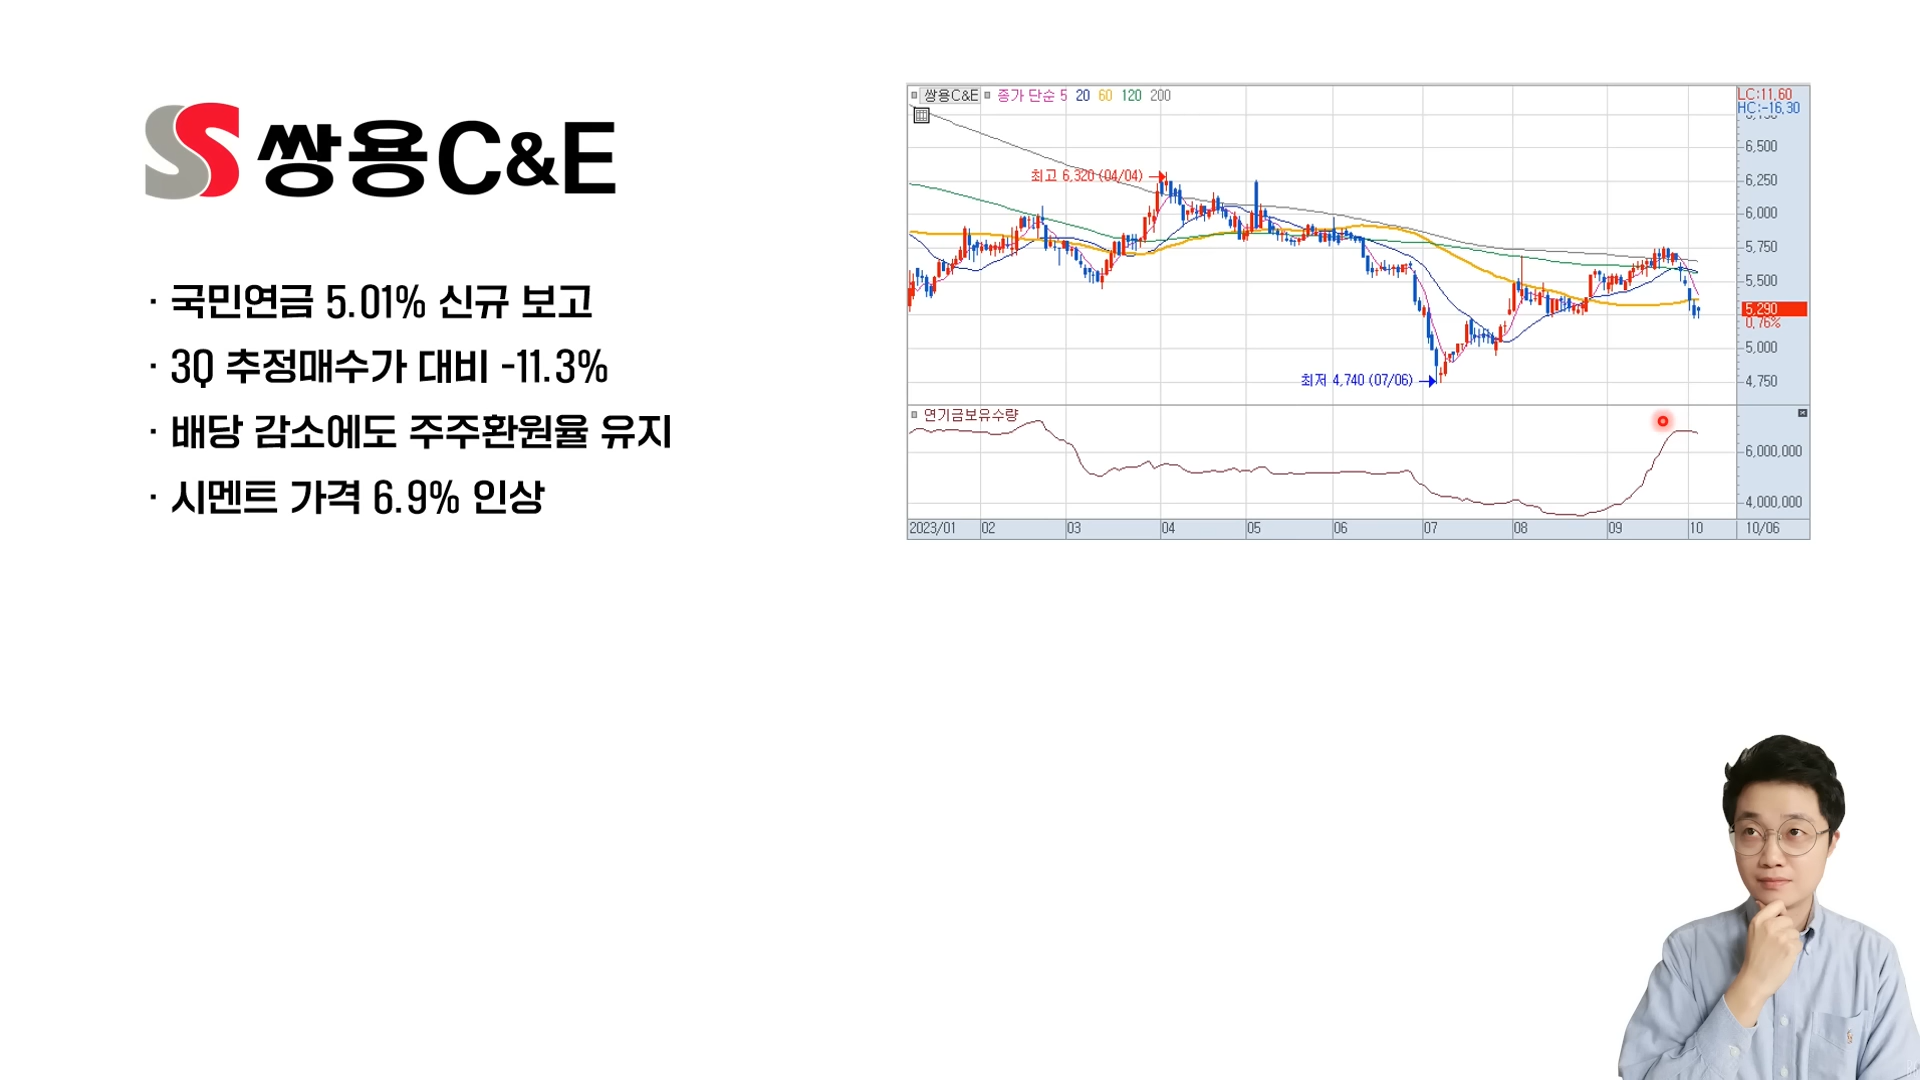 쌍용C&E
· 국민연금 5.01% 신규 보고
· 3Q 추정매수가 대비 -11.3%
· 배당 감소에도 주주환원율 유지
· 시멘트 가격 6.9% 인상
쌍용C&E 종가 단순 5 20 60 120 200
LC:11.60
HC:-16.30
6,500
최고 6,320 (04/04)
6,250
6,000
5,750
5,500
5,290
0.76%
5,000
최저 4,740 (07/06)
4,750
연기금보유수량
6,000,000
4,000,000
2023/01 02 03 04 05 06 07 08 09 10 10/06